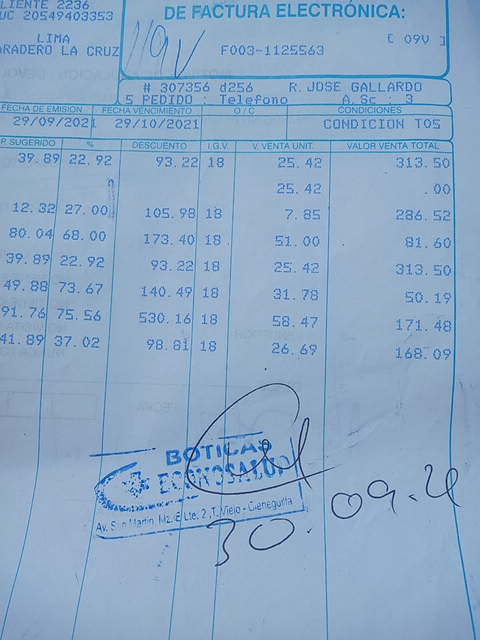 LIENTE 2236
UC 20549403353
LIMA
ARADERO LA CRUZ
DE FACTURA ELECTRÓNICA:
119V
F003-1125563
[ 09V ]
# 307356 d256 R. JOSE GALLARDO
5 PEDIDO : Telefono A. Sc : 3
FECHA DE EMISION FECHA VENCIMIENTO O / C CONDICIONES
29/09/2021 29/10/2021 CONDICION T05
P. SUGERIDO % DESCUENTO I.G.V. V. VENTA UNIT. VALOR VENTA TOTAL
39.89 22.92 93.22 18 25.42 313.50
25.42 .00
12.32 27.00 105.98 18 7.85 286.52
80.04 68.00 173.40 18 51.00 81.60
39.89 22.92 93.22 18 25.42 313.50
49.88 73.67 140.49 18 31.78 50.19
91.76 75.56 530.16 18 58.47 171.48
41.89 37.02 98.81 18 26.69 168.09
BOTICAS
ECONOSALUD
Av. San Martin, Mz. E Lte. 2, T. Viejo - Cieneguilla
30.09.21